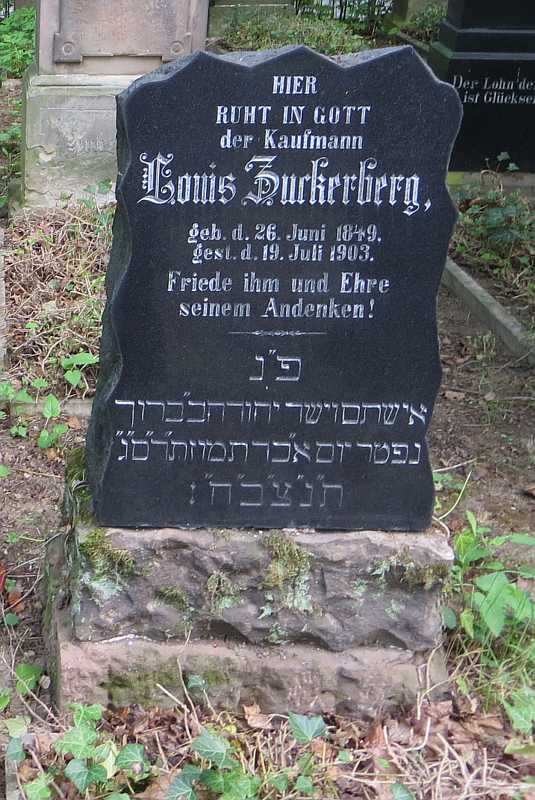 HIER
RUHT IN GOTT
der Kaufmann
Louis Zuckerberg,
geb. d. 26. Juni 1849.
gest. d. 19. Juli 1903.
Friede ihm und Ehre
seinem Andenken!
פ״נ
איש תם וישר יהודה ב״ ברוך
נפטר יום א״ כד״ תמוז תרס״ג
ת״נ״צ״ב״ה״:
Der Lohn de
ist Glückse